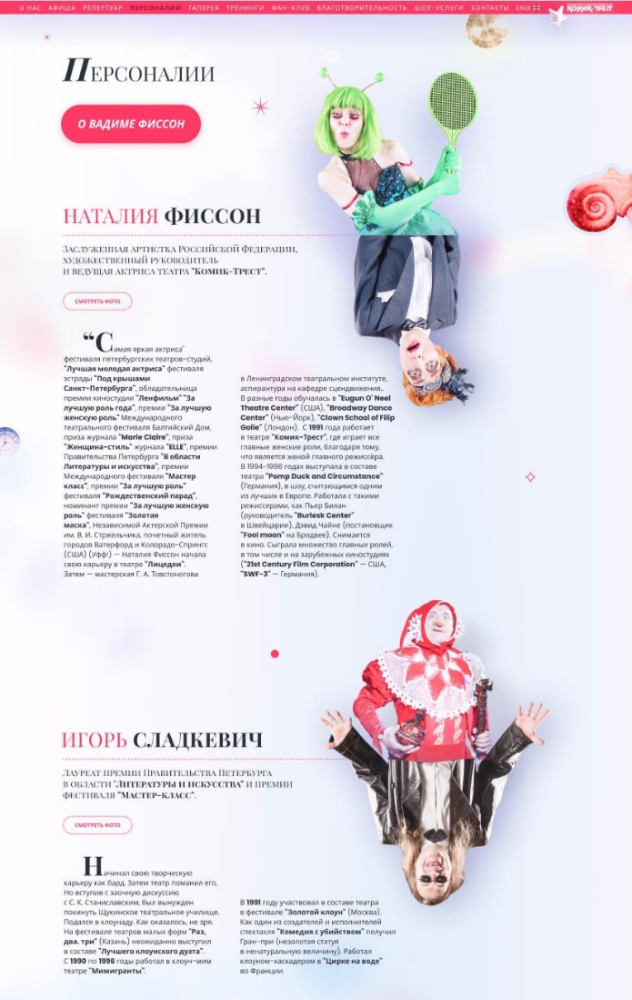 О НАС АФИША РЕПЕРТУАР ПЕРСОНАЛИИ ГАЛЕРЕЯ ТРЕНИНГИ ФАН-КЛУБ БЛАГОТВОРИТЕЛЬНОСТЬ ШОУ-УСЛУГИ КОНТАКТЫ ENG КОМИК-ТРЕСТ
ПЕРСОНАЛИИ
О ВАДИМЕ ФИССОН
НАТАЛИЯ ФИССОН
Заслуженная артистка Российской Федерации,
художественный руководитель
и ведущая актриса театра "Комик-Трест".
СМОТРЕТЬ ФОТО
“Самая яркая актриса"
фестиваля петербургских театров-студий,
"Лучшая молодая актриса" фестиваля
эстрады "Под крышами
Санкт-Петербурга", обладательница
премии киностудии "Ленфильм" "За
лучшую роль года", премии "За лучшую
женскую роль" Международного
театрального фестиваля Балтийский Дом,
приза журнала "Marie Claire", приза
"Женщина-стиль" журнала "ELLE", премии
Правительства Петербурга "В области
Литературы и искусства", премии
Международного фестиваля "Мастер
класс", премии "За лучшую роль"
фестиваля "Рождественский парад",
номинант премии "За лучшую женскую
роль" фестиваля "Золотая
маска", Независимой Актерской Премии
им. В. И. Стржельчика, почетный житель
городов Ватерфорд и Колорадо-Спрингс
(США) (Уфф!) — Наталия Фиссон начала
свою карьеру в театре "Лицедеи".
Затем — мастерская Г. А. Товстоногова
в Ленинградском театральном институте,
аспирантура на кафедре сцендвижения..
В разные годы обучалась в "Eugun O' Neel
Theatre Center" (США), "Broadway Dance
Center" (Нью-Йорк), "Clown School of Filip
Golie" (Лондон). С 1991 года работает
в театре "Комик-Трест", где играет все
главные женские роли, благодаря тому,
что является женой главного режиссёра.
В 1994-1996 годах выступала в составе
театра "Pomp Duck and Circumstance"
(Германия), в шоу, считающимся одним
из лучших в Европе. Работала с такими
режиссерами, как Пьер Билан
(руководитель "Burlesk Center"
в Швейцарии), Дэвид Чайне (постановщик
"Fool moon" на Бродвее). Снимается
в кино. Сыграла множество главных ролей,
в том числе и на зарубежных киностудиях
("21st Century Film Corporation" — США,
"SWF-3" — Германия).
ИГОРЬ СЛАДКЕВИЧ
Лауреат премии Правительства Петербурга
в области "Литературы и искусства" и премии
фестиваля "Мастер-класс".
СМОТРЕТЬ ФОТО
Начинал свою творческую
карьеру как бард. Затем театр поманил его.
Но вступив с заочную дискуссию
с С. К. Станиславским, был вынужден
покинуть Щукинское театральное училище.
Подался в клоунаду. Как оказалось, не зря.
На фестивале театров малых форм "Раз,
два. три" (Казань) неожиданно выступил
в составе "Лучшего клоунского дуэта".
С 1990 по 1996 годы работал в клоун-мим
театре "Мимигранты".
В 1991 году участвовал в составе театра
в фестивале "Золотой клоун" (Москва).
Как один из создателей и исполнителей
спектакля "Комедия с убийством" получил
Гран-при (незолотая статуя
в ненатуральную величину). Работал
клоуном-каскадером в "Цирке на воде"
во Франции.